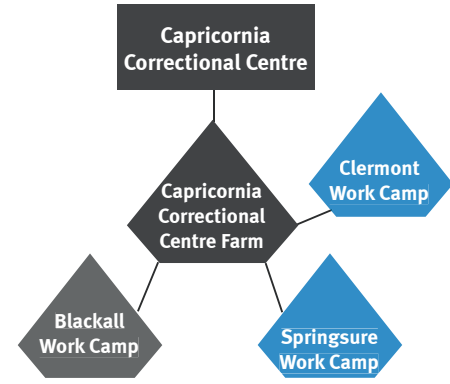 Capricornia
Correctional Centre
Clermont
Work Camp
Capricornia
Correctional
Centre Farm
Blackall
Work Camp
Springsure
Work Camp